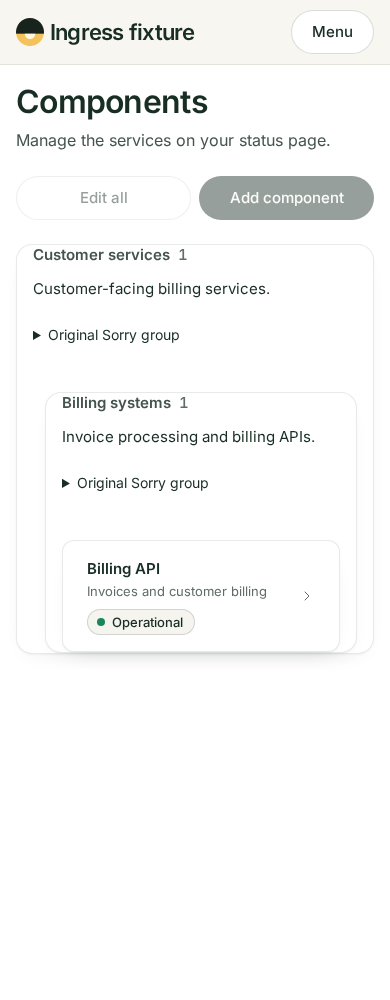 Ingress fixture
Menu
Components
Manage the services on your status page.
Edit all
Add component
Customer services 1
Customer-facing billing services.
Original Sorry group
Billing systems 1
Invoice processing and billing APIs.
Original Sorry group
Billing API
Invoices and customer billing
Operational